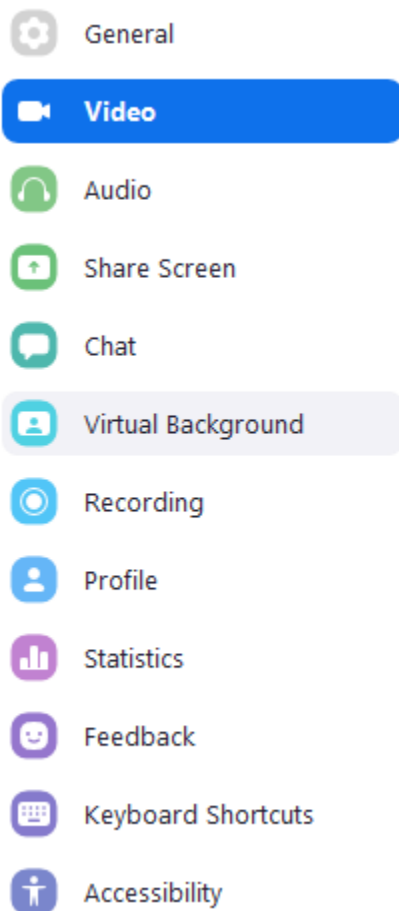 General
Video
Audio
Share Screen
Chat
Virtual Background
Recording
Profile
Statistics
Feedback
Keyboard Shortcuts
Accessibility